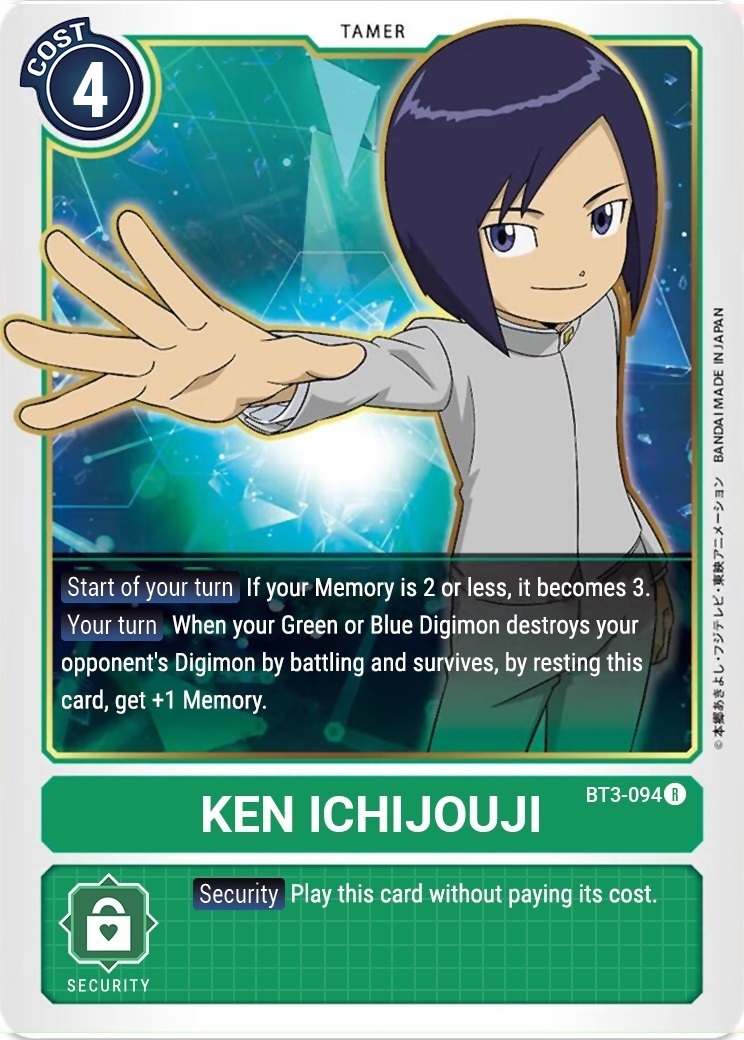 TAMER
COST
4
Start of your turn If your Memory is 2 or less, it becomes 3.
Your turn When your Green or Blue Digimon destroys your
opponent's Digimon by battling and survives, by resting this
card, get +1 Memory.
BT3-094 R
KEN ICHIJOUJI
Security Play this card without paying its cost.
SECURITY
© 本郷あきよし・フジテレビ・東映アニメーション BANDAI MADE IN JAPAN